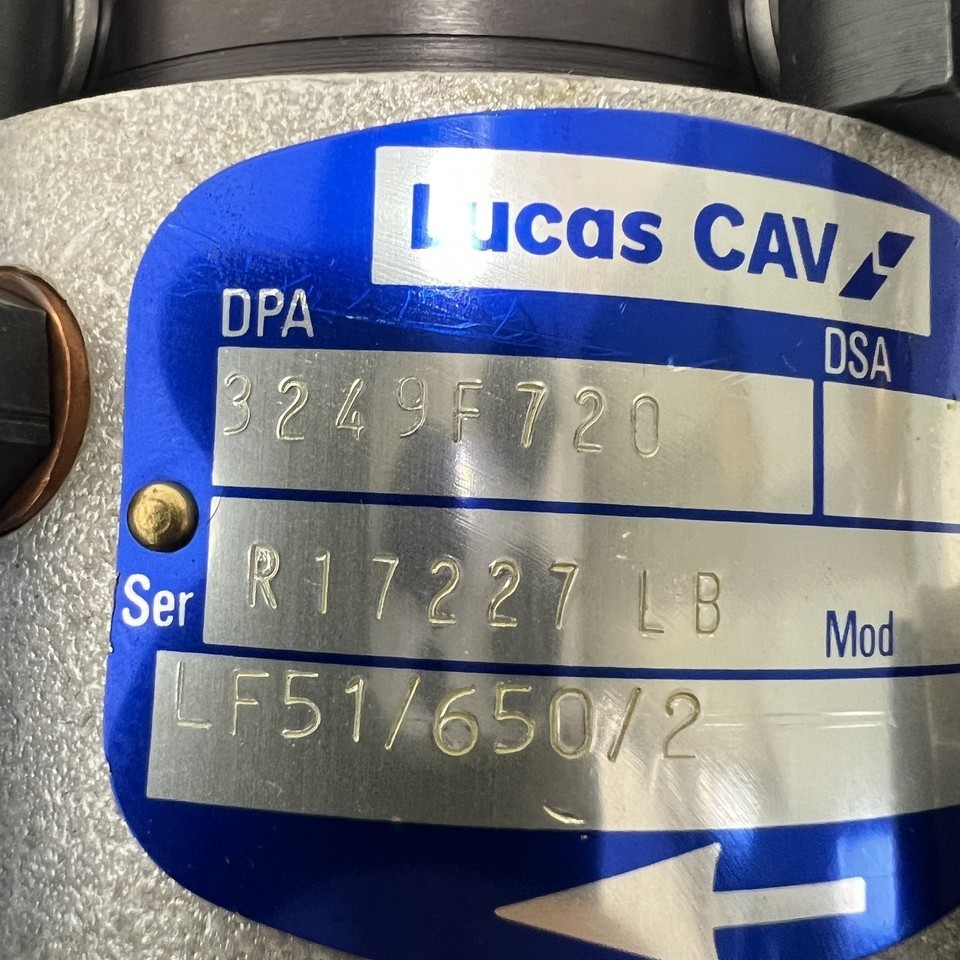 Lucas CAV
DPA
DSA
3249F720
Ser
R17227 LB
Mod
LF51/650/2